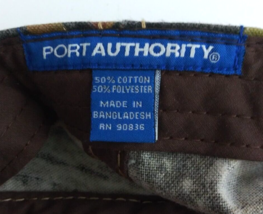 PORT AUTHORITY®
50% COTTON
50% POLYESTER
MADE IN
BANGLADESH
RN 90836